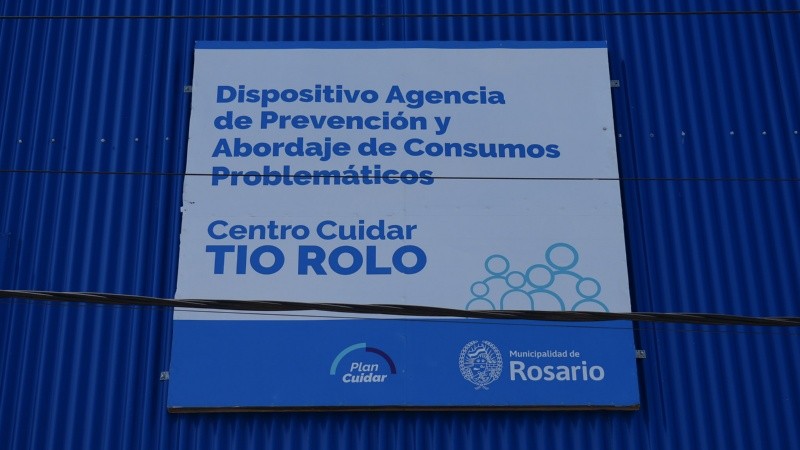 Dispositivo Agencia
de Prevención y
Abordaje de Consumos
Problemáticos
Centro Cuidar
TIO ROLO
Plan
Cuidar
Municipalidad de
Rosario